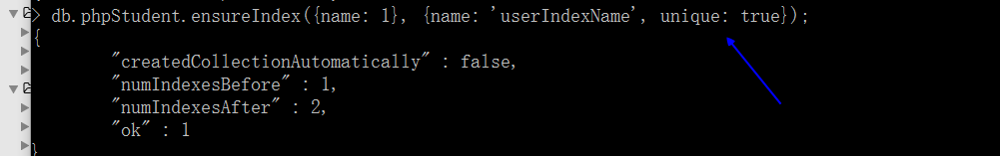 > db.phpStudent.ensureIndex({name: 1}, {name: 'userIndexName', unique: true});
{
        "createdCollectionAutomatically" : false,
        "numIndexesBefore" : 1,
        "numIndexesAfter" : 2,
        "ok" : 1
}